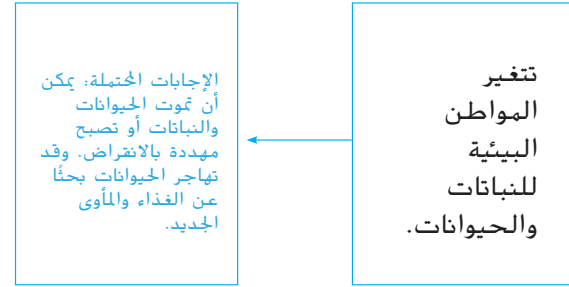 تتغير
المواطن
البيئية
للنباتات
والحيوانات.
الإجابات المحتملة: يمكن
أن تموت الحيوانات
والنباتات أو تصبح
مهددة بالانقراض. وقد
تهاجر الحيوانات بحثًا
عن الغذاء والمأوى
الجديد.